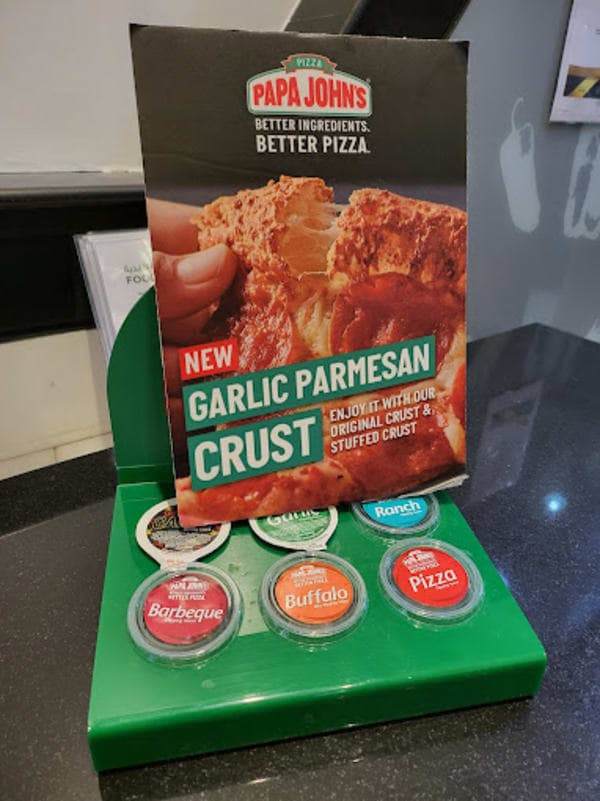 PIZZA
PAPA JOHN'S
BETTER INGREDIENTS.
BETTER PIZZA.
NEW
GARLIC PARMESAN
CRUST
ENJOY IT WITH OUR
ORIGINAL CRUST &
STUFFED CRUST
Garlic
Ranch
Barbeque
Buffalo
Pizza